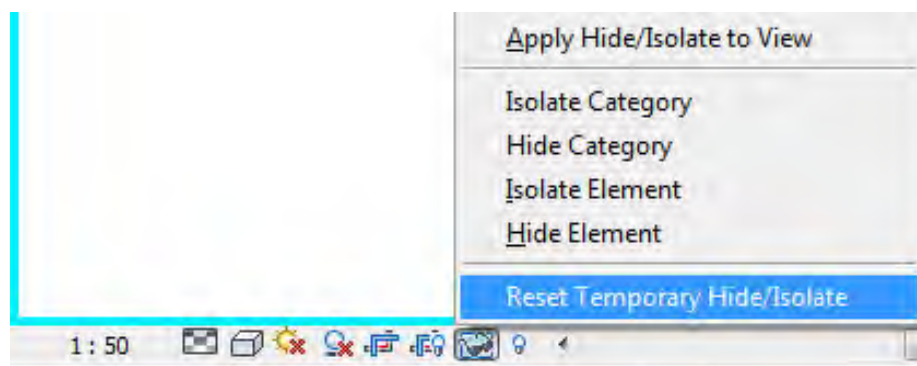 Apply Hide/Isolate to View
Isolate Category
Hide Category
Isolate Element
Hide Element
Reset Temporary Hide/Isolate
1 : 50